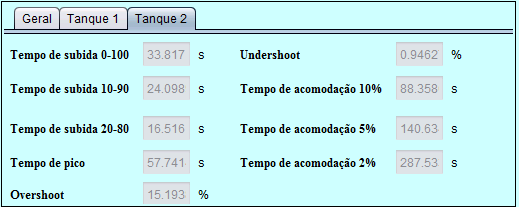 Geral Tanque 1 Tanque 2
Tempo de subida 0-100 33.817 s Undershoot 0.9462 %
Tempo de subida 10-90 24.098 s Tempo de acomodação 10% 88.358 s
Tempo de subida 20-80 16.516 s Tempo de acomodação 5% 140.63 s
Tempo de pico 57.741 s Tempo de acomodação 2% 287.53 s
Overshoot 15.193 %